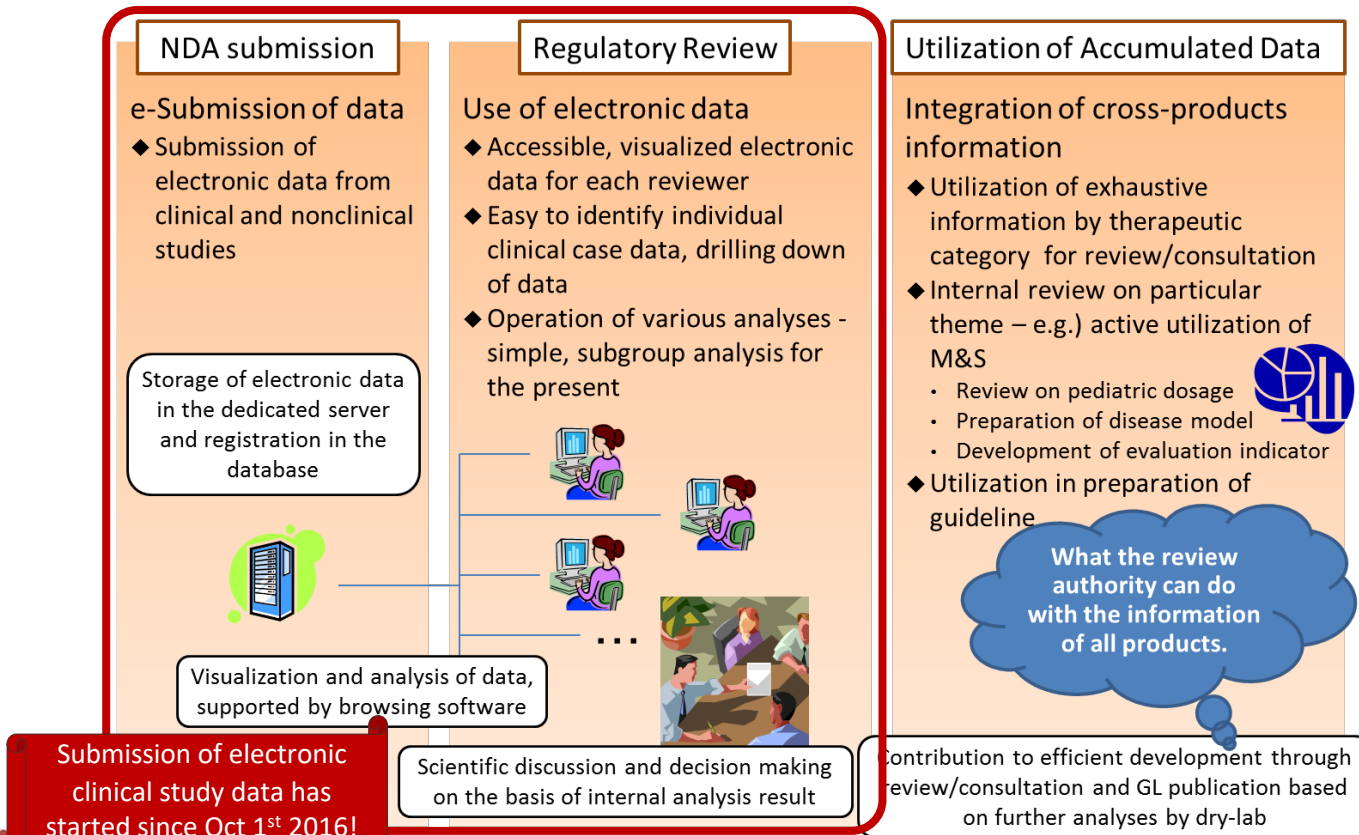 NDA submission
e-Submission of data
◆ Submission of
electronic data from
clinical and nonclinical
studies
Storage of electronic data
in the dedicated server
and registration in the
database
Regulatory Review
Use of electronic data
◆ Accessible, visualized electronic
data for each reviewer
◆ Easy to identify individual
clinical case data, drilling down
of data
◆ Operation of various analyses -
simple, subgroup analysis for
the present
...
Visualization and analysis of data,
supported by browsing software
Submission of electronic
clinical study data has
started since Oct 1st 2016!
Scientific discussion and decision making
on the basis of internal analysis result
Utilization of Accumulated Data
Integration of cross-products
information
◆ Utilization of exhaustive
information by therapeutic
category for review/consultation
◆ Internal review on particular
theme – e.g.) active utilization of
M&S
• Review on pediatric dosage
• Preparation of disease model
• Development of evaluation indicator
◆ Utilization in preparation of
guideline
What the review
authority can do
with the information
of all products.
Contribution to efficient development through
review/consultation and GL publication based
on further analyses by dry-lab